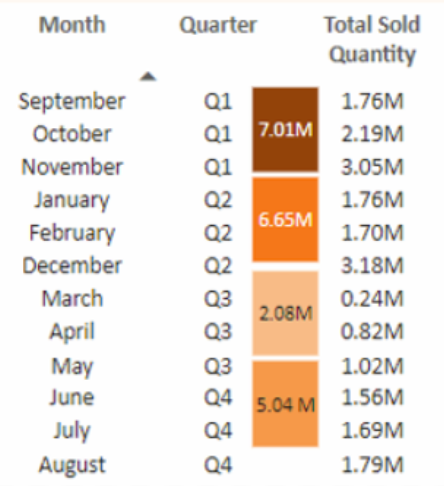 Month Quarter Total Sold
Quantity
September Q1 1.76M
October Q1 7.01M 2.19M
November Q1 3.05M
January Q2 1.76M
February Q2 6.65M 1.70M
December Q2 3.18M
March Q3 0.24M
2.08M
April Q3 0.82M
May Q3 1.02M
June Q4 5.04 M 1.56M
July Q4 1.69M
August Q4 1.79M